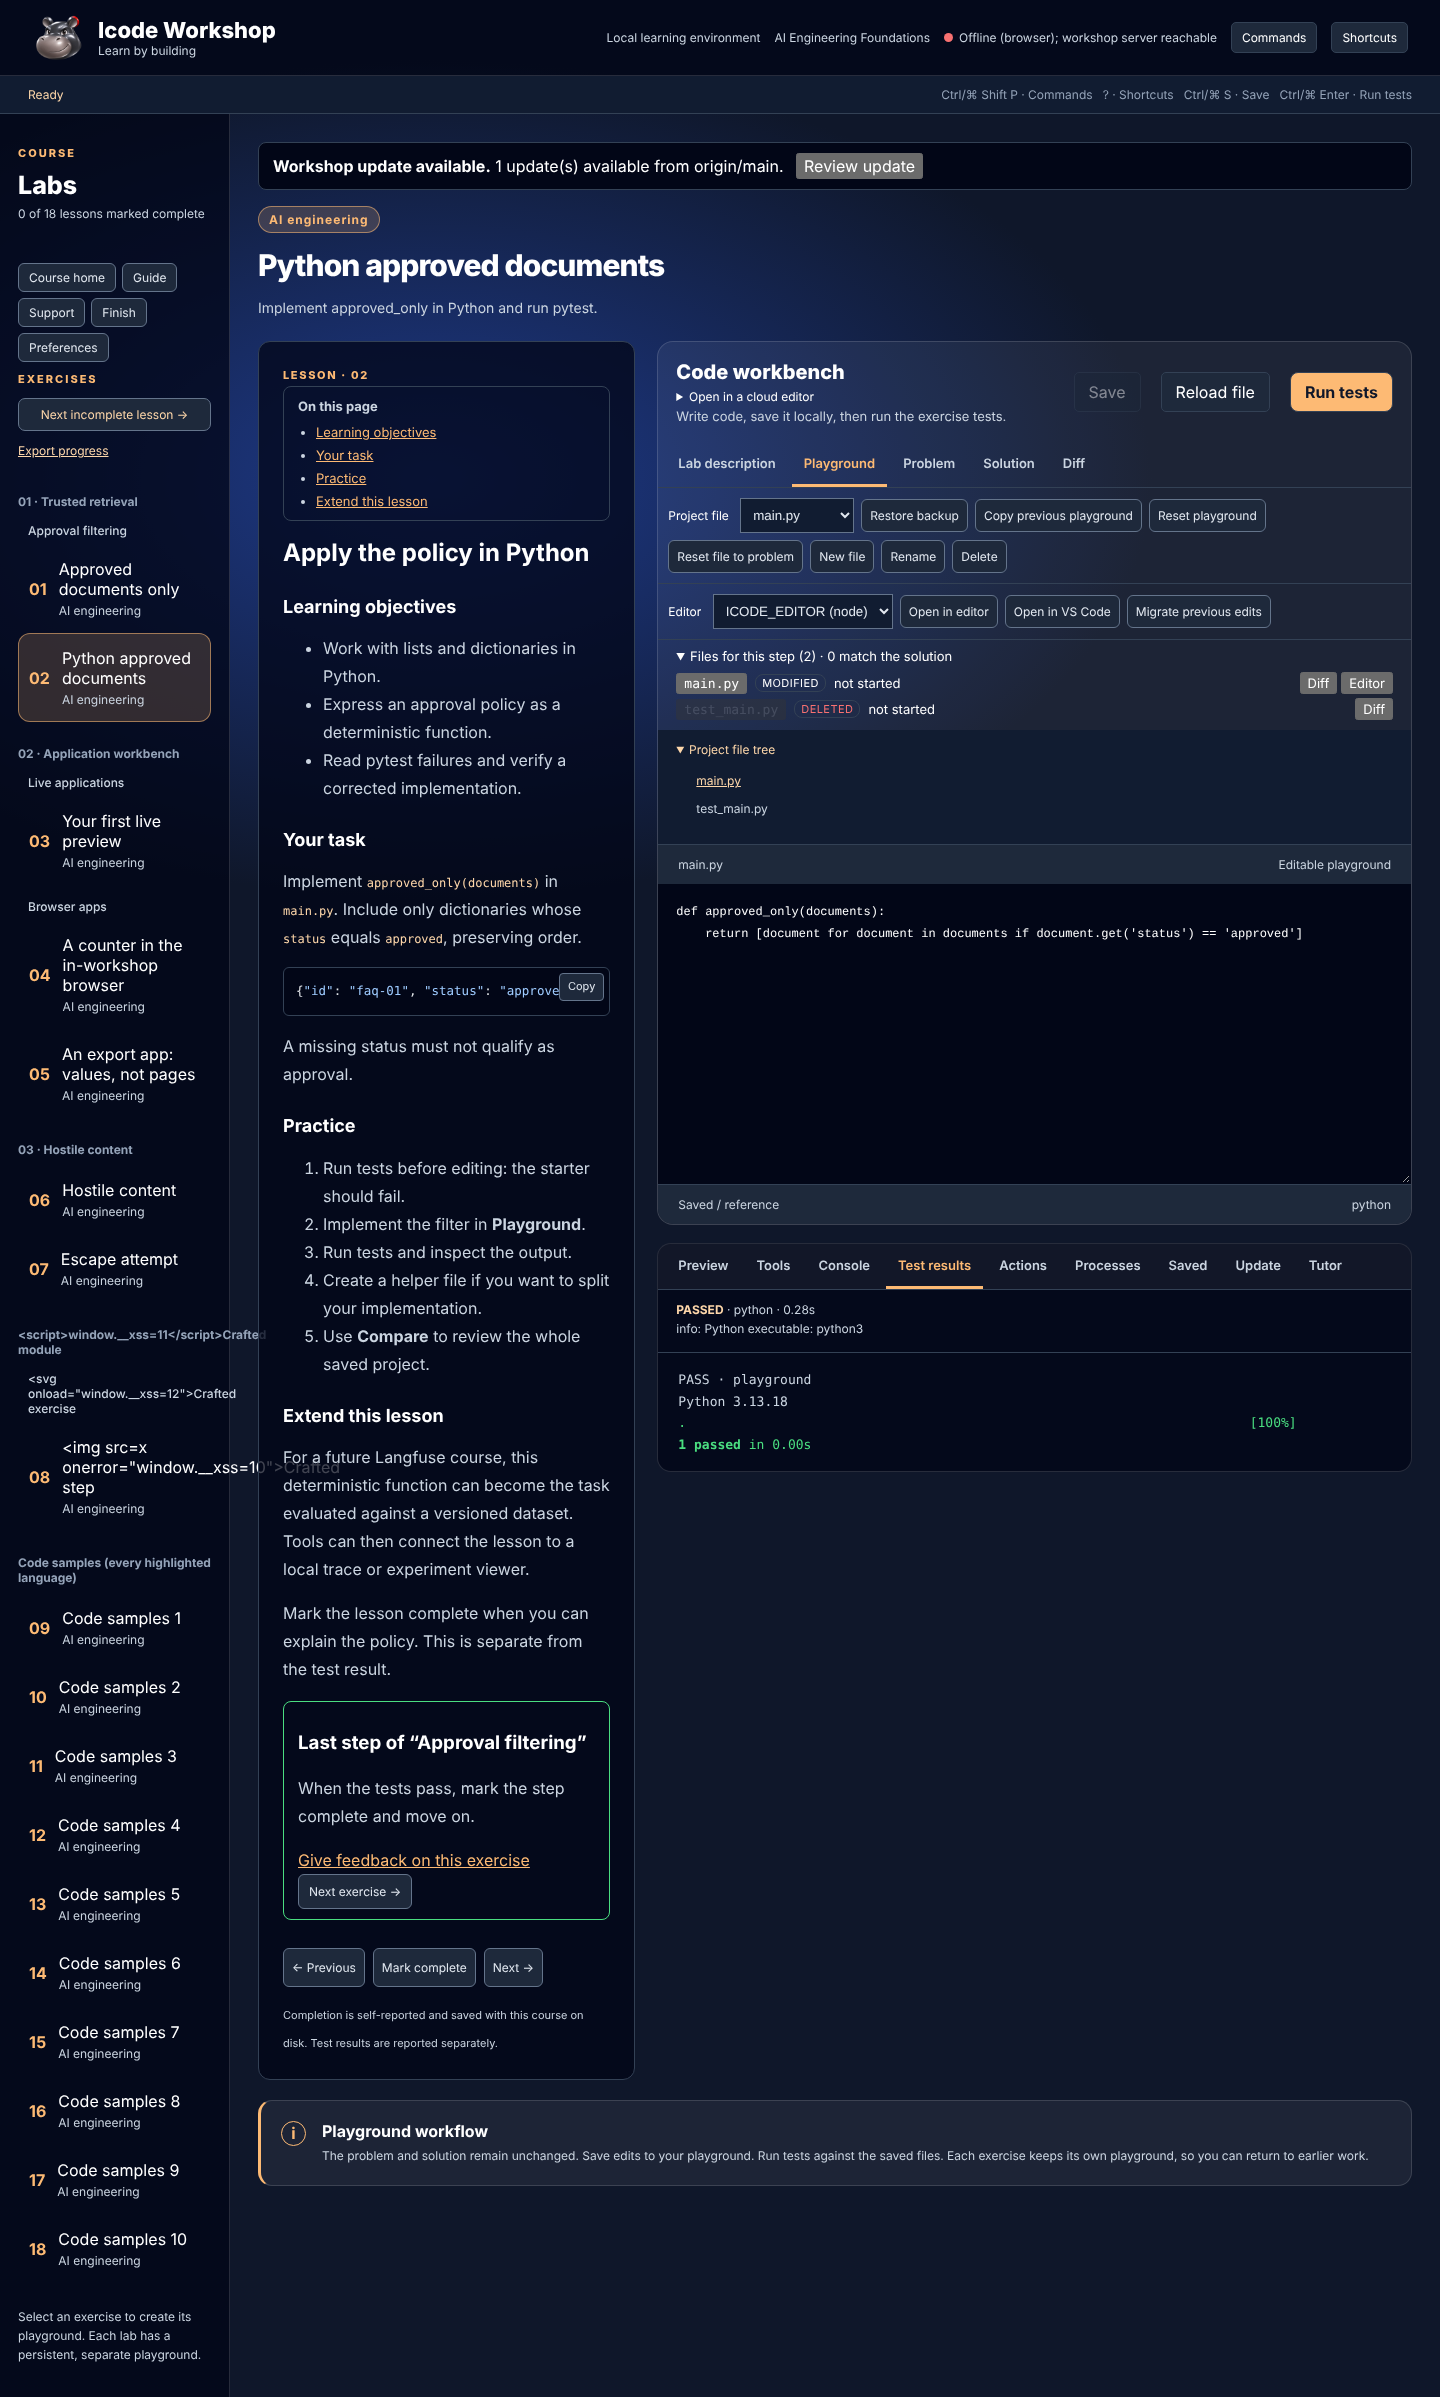 Icode Workshop
Learn by building
Local learning environment AI Engineering Foundations Offline (browser); workshop server reachable Commands Shortcuts
Ready
Ctrl/⌘ Shift P · Commands ? · Shortcuts Ctrl/⌘ S · Save Ctrl/⌘ Enter · Run tests
COURSE
Labs
0 of 18 lessons marked complete
Course home Guide
Support Finish
Preferences
EXERCISES
Next incomplete lesson →
Export progress
01 · Trusted retrieval
Approval filtering
01 Approved
documents only
AI engineering
02 Python approved
documents
AI engineering
02 · Application workbench
Live applications
03 Your first live
preview
AI engineering
Browser apps
04 A counter in the
in-workshop
browser
AI engineering
05 An export app:
values, not pages
AI engineering
03 · Hostile content
06 Hostile content
AI engineering
07 Escape attempt
AI engineering
<script>window.__xss=11</script>Crafted
module
<svg
onload="window.__xss=12">Crafted
exercise
08 <img src=x
onerror="window.__xss=10">Crafted
step
AI engineering
Code samples (every highlighted
language)
09 Code samples 1
AI engineering
10 Code samples 2
AI engineering
11 Code samples 3
AI engineering
12 Code samples 4
AI engineering
13 Code samples 5
AI engineering
14 Code samples 6
AI engineering
15 Code samples 7
AI engineering
16 Code samples 8
AI engineering
17 Code samples 9
AI engineering
18 Code samples 10
AI engineering
Select an exercise to create its
playground. Each lab has a
persistent, separate playground.
Workshop update available. 1 update(s) available from origin/main. Review update
AI engineering
Python approved documents
Implement approved_only in Python and run pytest.
LESSON · 02
On this page
• Learning objectives
• Your task
• Practice
• Extend this lesson
Apply the policy in Python
Learning objectives
• Work with lists and dictionaries in
Python.
• Express an approval policy as a
deterministic function.
• Read pytest failures and verify a
corrected implementation.
Your task
Implement approved_only(documents) in
main.py. Include only dictionaries whose
status equals approved, preserving order.
{"id": "faq-01", "status": "approve
Copy
A missing status must not qualify as
approval.
Practice
1. Run tests before editing: the starter
should fail.
2. Implement the filter in Playground.
3. Run tests and inspect the output.
4. Create a helper file if you want to split
your implementation.
5. Use Compare to review the whole
saved project.
Extend this lesson
For a future Langfuse course, this
deterministic function can become the task
evaluated against a versioned dataset.
Tools can then connect the lesson to a
local trace or experiment viewer.
Mark the lesson complete when you can
explain the policy. This is separate from
the test result.
Last step of “Approval filtering”
When the tests pass, mark the step
complete and move on.
Give feedback on this exercise
Next exercise →
← Previous Mark complete Next →
Completion is self-reported and saved with this course on
disk. Test results are reported separately.
Code workbench
▶ Open in a cloud editor
Write code, save it locally, then run the exercise tests.
Save Reload file Run tests
Lab description Playground Problem Solution Diff
Project file main.py Restore backup Copy previous playground Reset playground
Reset file to problem New file Rename Delete
Editor ICODE_EDITOR (node) Open in editor Open in VS Code Migrate previous edits
▼ Files for this step (2) · 0 match the solution
main.py MODIFIED not started Diff Editor
test_main.py DELETED not started Diff
▼ Project file tree
main.py
test_main.py
main.py Editable playground
def approved_only(documents):
return [document for document in documents if document.get('status') == 'approved']
Saved / reference python
Preview Tools Console Test results Actions Processes Saved Update Tutor
PASSED · python · 0.28s
info: Python executable: python3
PASS · playground
Python 3.13.18
. [100%]
1 passed in 0.00s
i Playground workflow
The problem and solution remain unchanged. Save edits to your playground. Run tests against the saved files. Each exercise keeps its own playground, so you can return to earlier work.